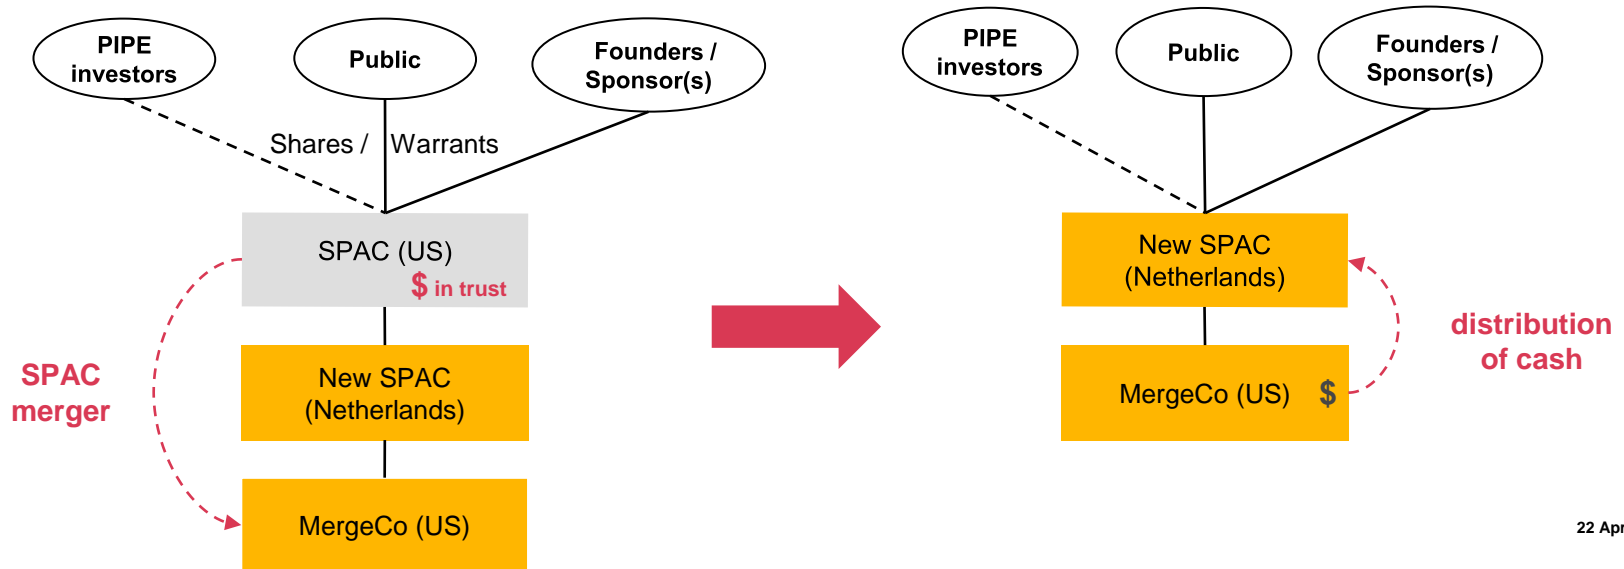 PIPE
investors
Public
Founders /
Sponsor(s)
Shares / Warrants
SPAC (US)
$ in trust
SPAC
merger
New SPAC
(Netherlands)
MergeCo (US)
PIPE
investors
Public
Founders /
Sponsor(s)
New SPAC
(Netherlands)
distribution
of cash
MergeCo (US) $
22 Apr